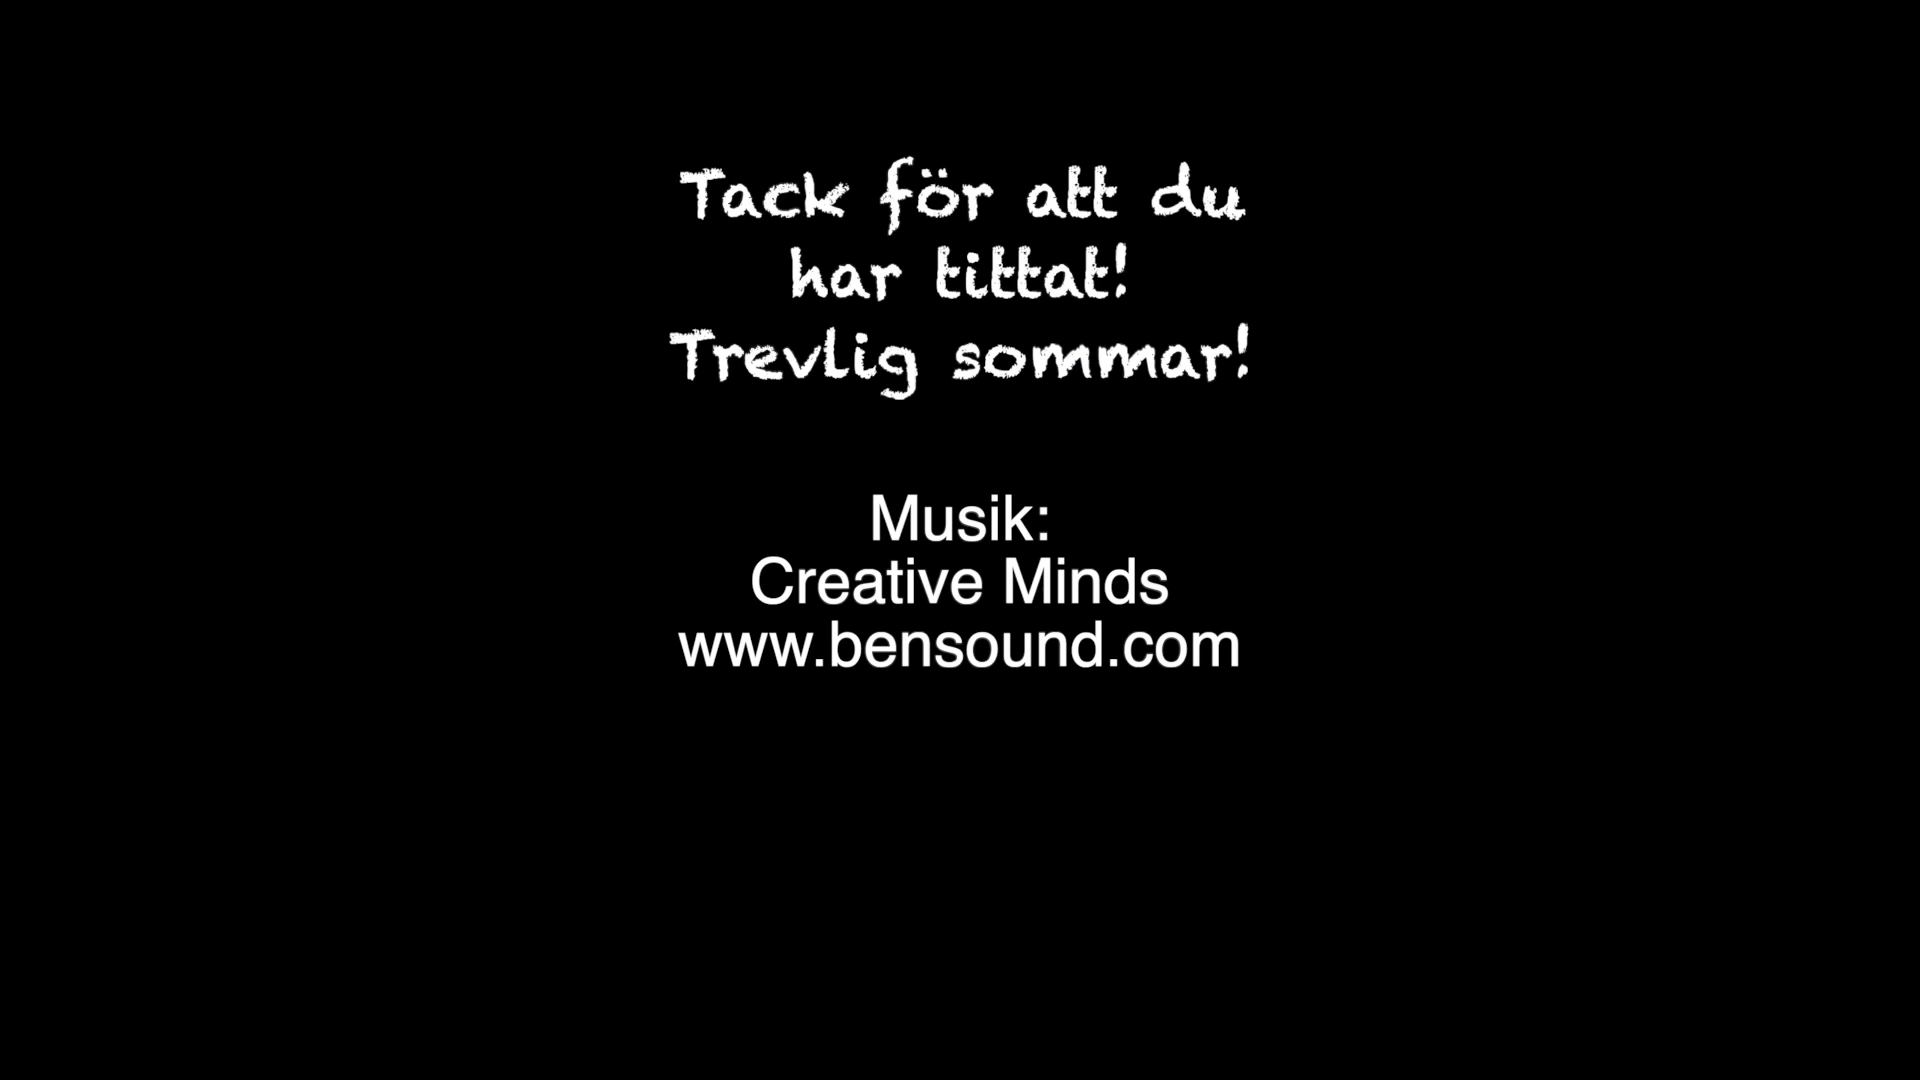 Tack för att du
har tittat!
Trevlig sommar!
Musik:
Creative Minds
www.bensound.com